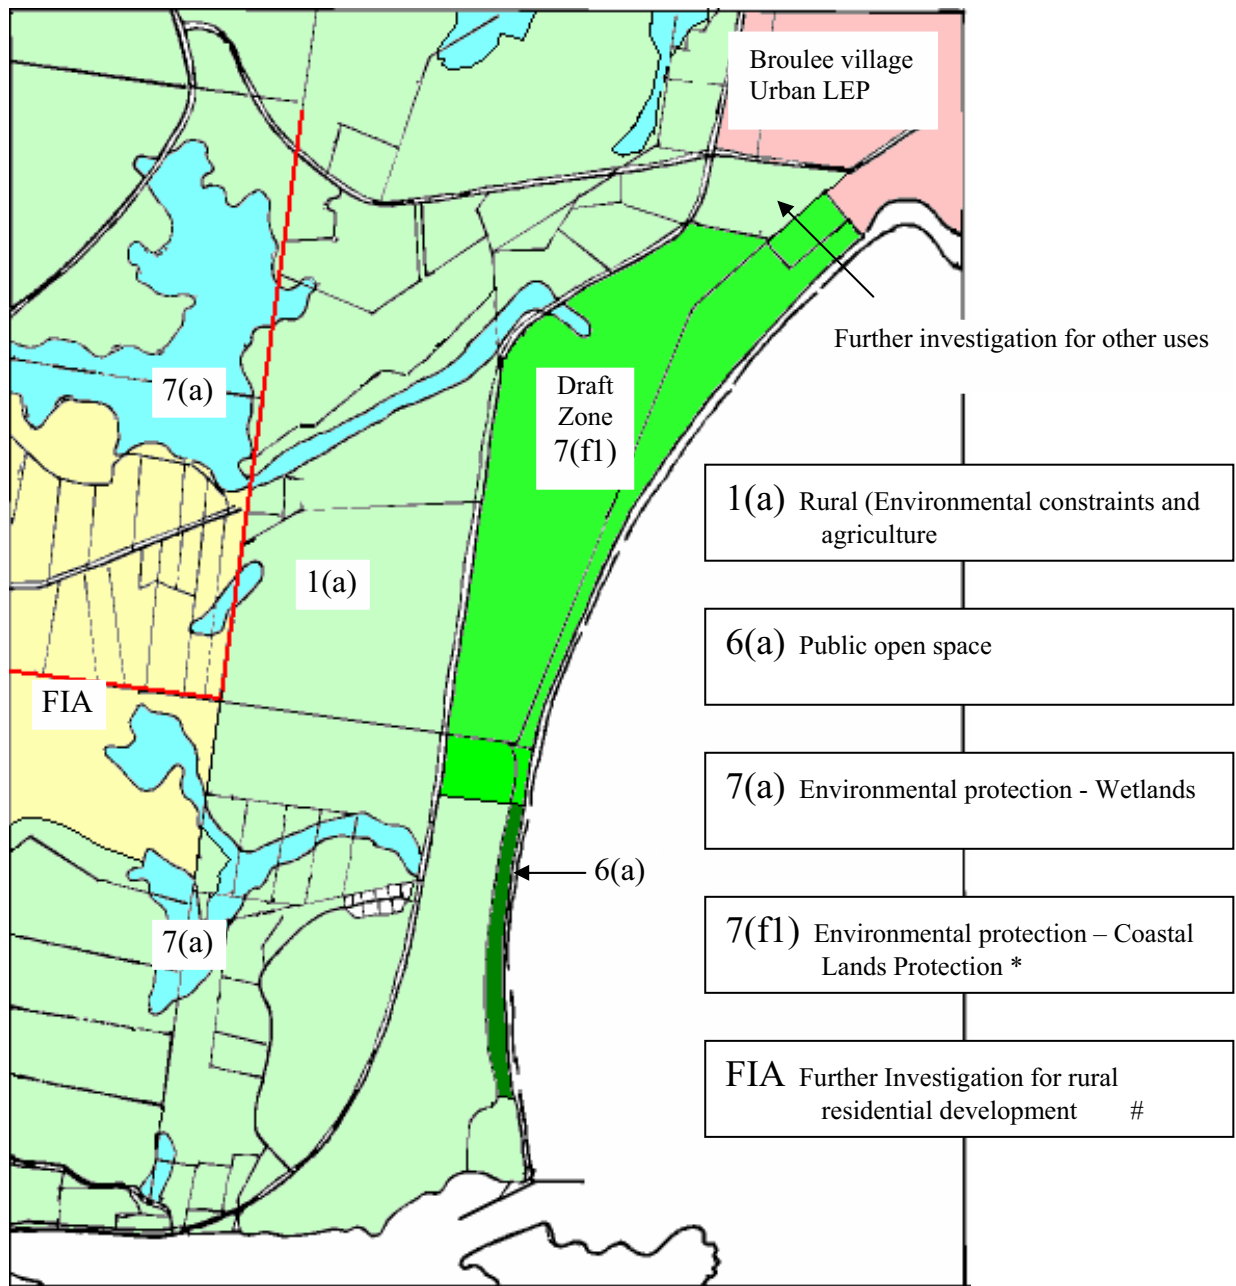 Broulee village
Urban LEP
Further investigation for other uses
7(a)
Draft
Zone
7(f1)
1(a)
FIA
6(a)
7(a)
1(a) Rural (Environmental constraints and
agriculture
6(a) Public open space
7(a) Environmental protection - Wetlands
7(f1) Environmental protection – Coastal
Lands Protection *
FIA Further Investigation for rural
residential development #